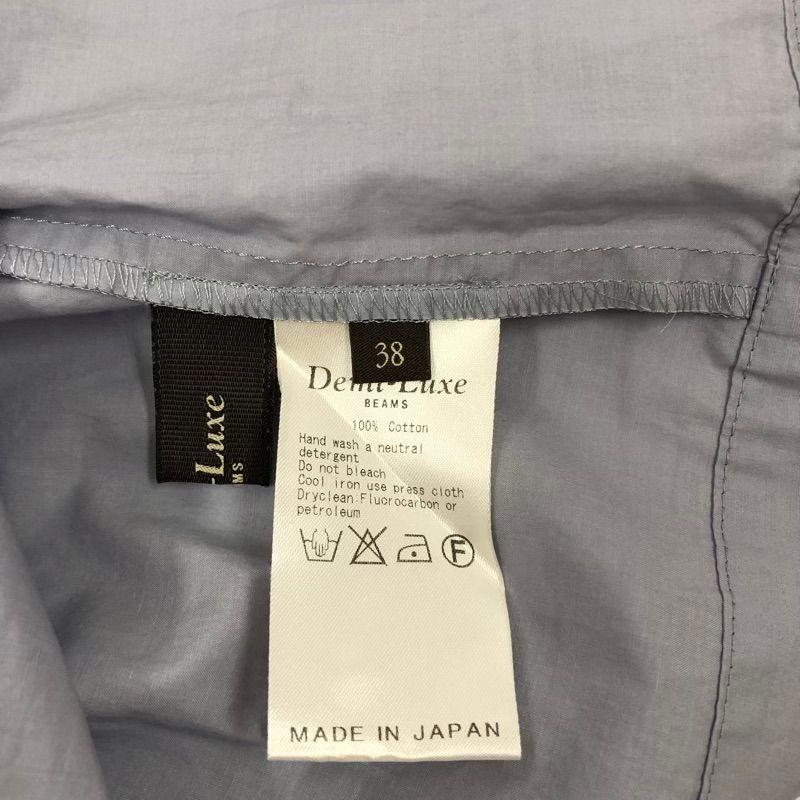 38
Demi-Luxe
BEAMS
100% Cotton
Hand wash a neutral
detergent
Do not bleach
Cool iron use press cloth
Dryclean:Fluorocarbon or
petroleum
F
MADE IN JAPAN
-Luxe
MS